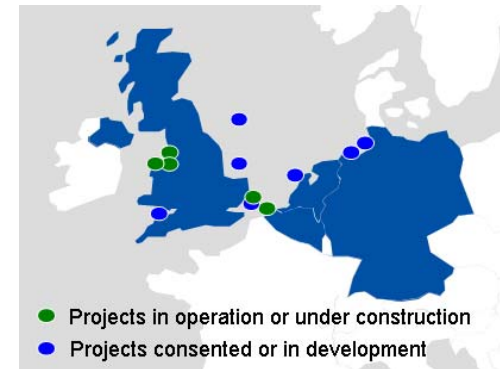 Projects in operation or under construction
Projects consented or in development